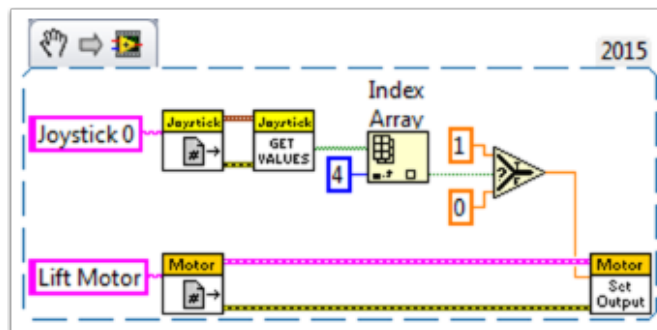 2015
Index
Array
Joystick 0
Joystick
#
Joystick
GET
VALUES
4
1
0
?
T
F
Lift Motor
Motor
#
Motor
Set
Output